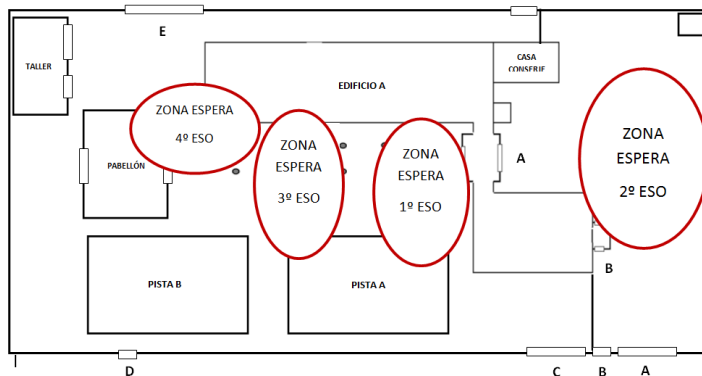 E
TALLER
CASA
CONSERJE
EDIFICIO A
ZONA ESPERA
4º ESO
ZONA
ESPERA
3º ESO
ZONA
ESPERA
1º ESO
A
ZONA
ESPERA
2º ESO
PABELLÓN
B
PISTA B
PISTA A
D
C
B
A